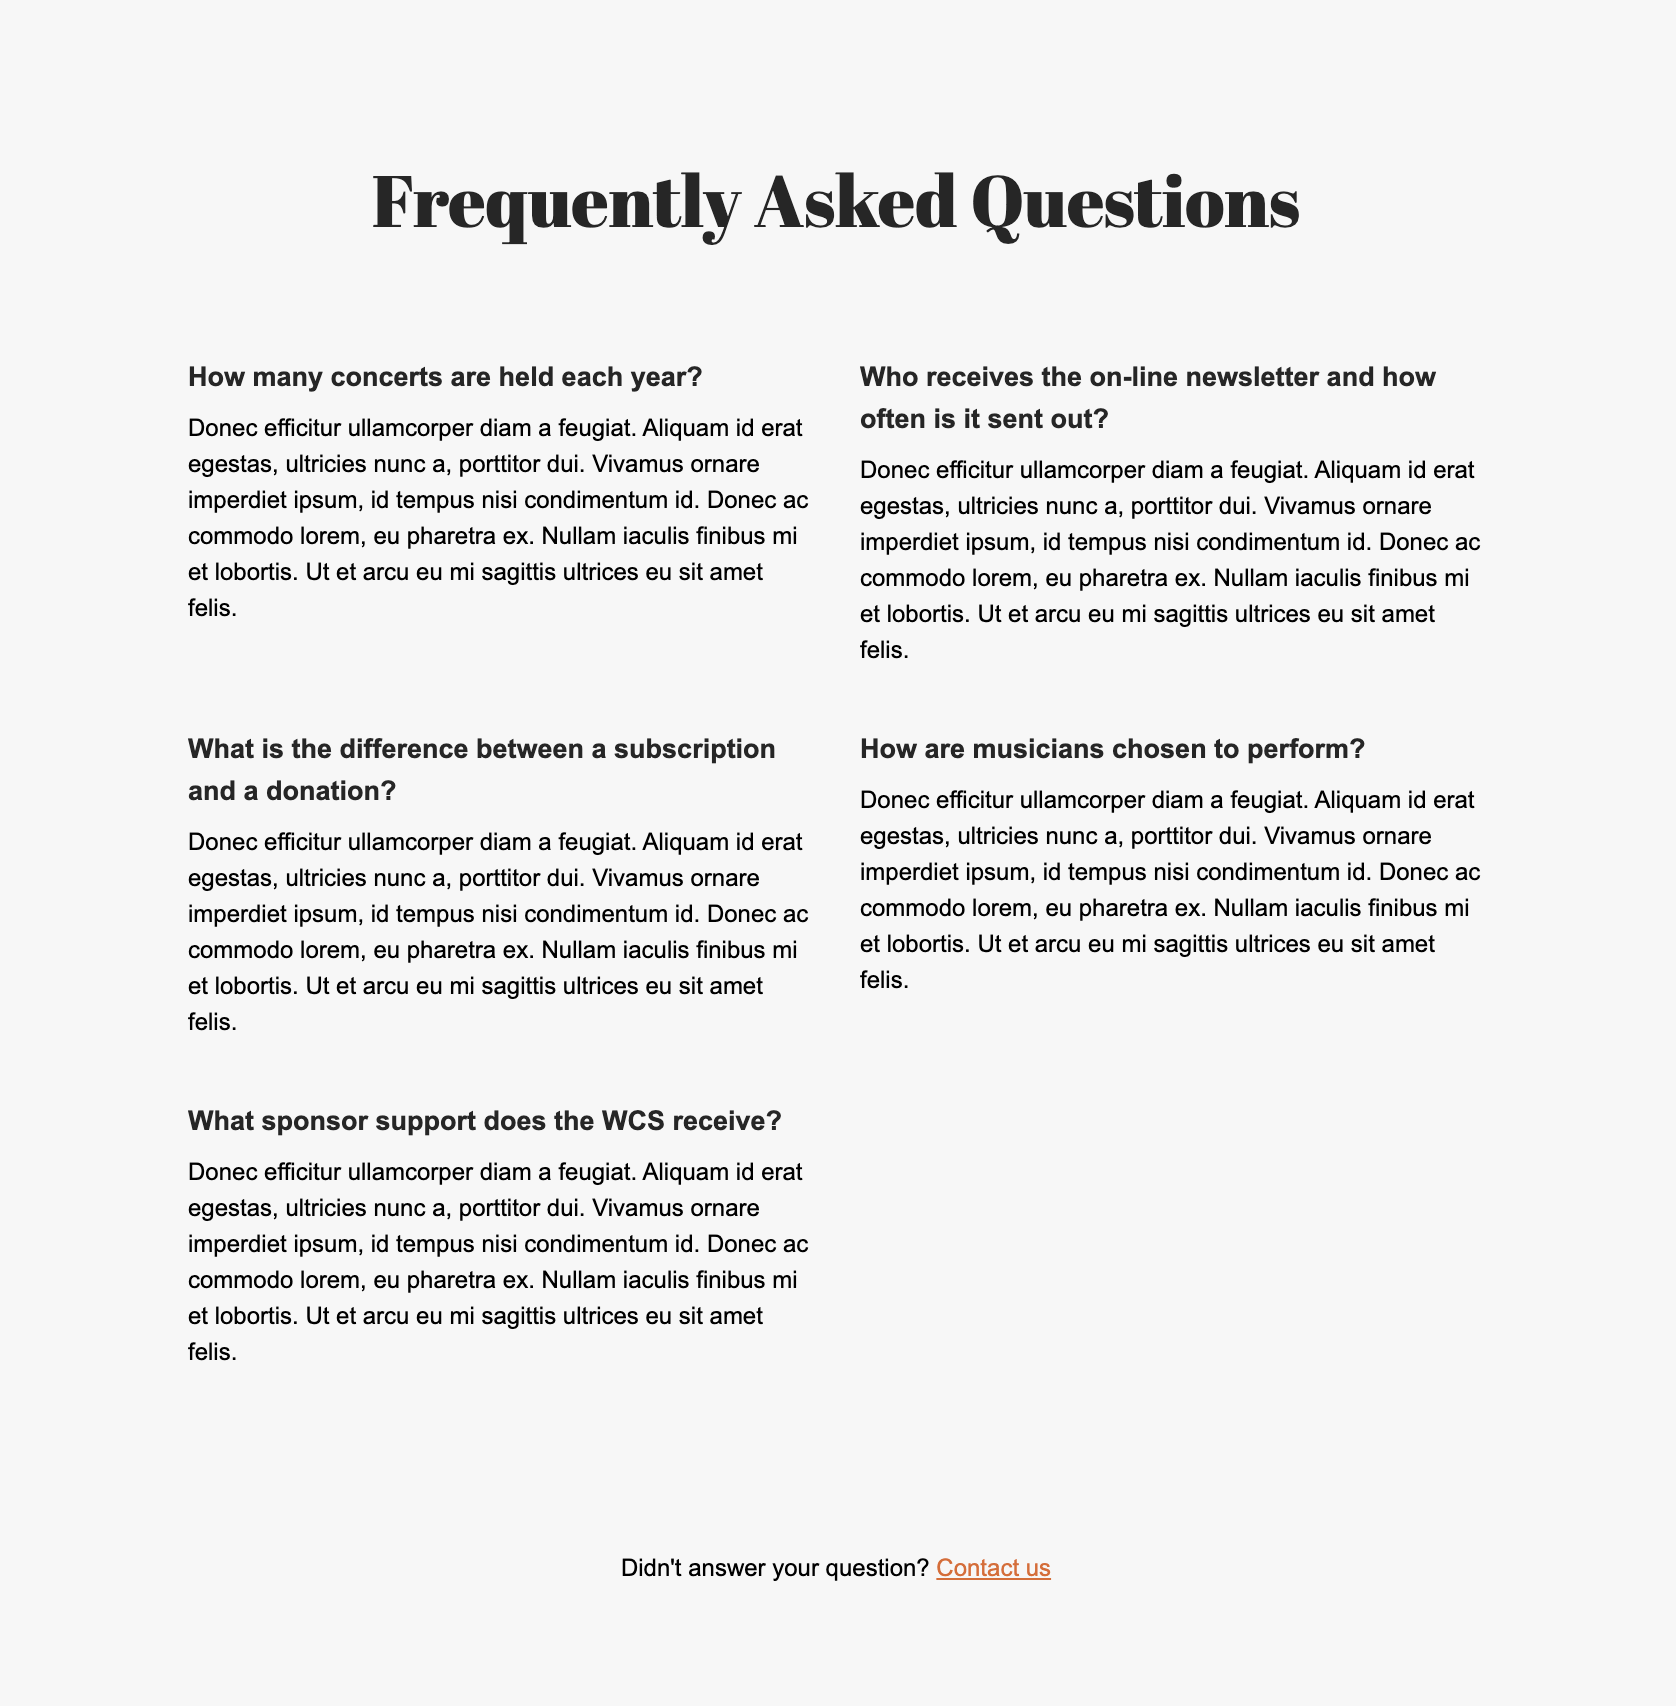 Frequently Asked Questions
How many concerts are held each year?
Donec efficitur ullamcorper diam a feugiat. Aliquam id erat
egestas, ultricies nunc a, porttitor dui. Vivamus ornare
imperdiet ipsum, id tempus nisi condimentum id. Donec ac
commodo lorem, eu pharetra ex. Nullam iaculis finibus mi
et lobortis. Ut et arcu eu mi sagittis ultrices eu sit amet
felis.
Who receives the on-line newsletter and how
often is it sent out?
Donec efficitur ullamcorper diam a feugiat. Aliquam id erat
egestas, ultricies nunc a, porttitor dui. Vivamus ornare
imperdiet ipsum, id tempus nisi condimentum id. Donec ac
commodo lorem, eu pharetra ex. Nullam iaculis finibus mi
et lobortis. Ut et arcu eu mi sagittis ultrices eu sit amet
felis.
What is the difference between a subscription
and a donation?
Donec efficitur ullamcorper diam a feugiat. Aliquam id erat
egestas, ultricies nunc a, porttitor dui. Vivamus ornare
imperdiet ipsum, id tempus nisi condimentum id. Donec ac
commodo lorem, eu pharetra ex. Nullam iaculis finibus mi
et lobortis. Ut et arcu eu mi sagittis ultrices eu sit amet
felis.
How are musicians chosen to perform?
Donec efficitur ullamcorper diam a feugiat. Aliquam id erat
egestas, ultricies nunc a, porttitor dui. Vivamus ornare
imperdiet ipsum, id tempus nisi condimentum id. Donec ac
commodo lorem, eu pharetra ex. Nullam iaculis finibus mi
et lobortis. Ut et arcu eu mi sagittis ultrices eu sit amet
felis.
What sponsor support does the WCS receive?
Donec efficitur ullamcorper diam a feugiat. Aliquam id erat
egestas, ultricies nunc a, porttitor dui. Vivamus ornare
imperdiet ipsum, id tempus nisi condimentum id. Donec ac
commodo lorem, eu pharetra ex. Nullam iaculis finibus mi
et lobortis. Ut et arcu eu mi sagittis ultrices eu sit amet
felis.
Didn't answer your question? Contact us